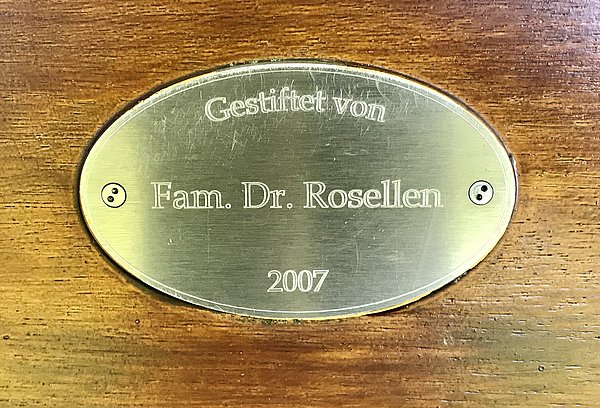 Gestiftet von
Fam. Dr. Rosellen
2007